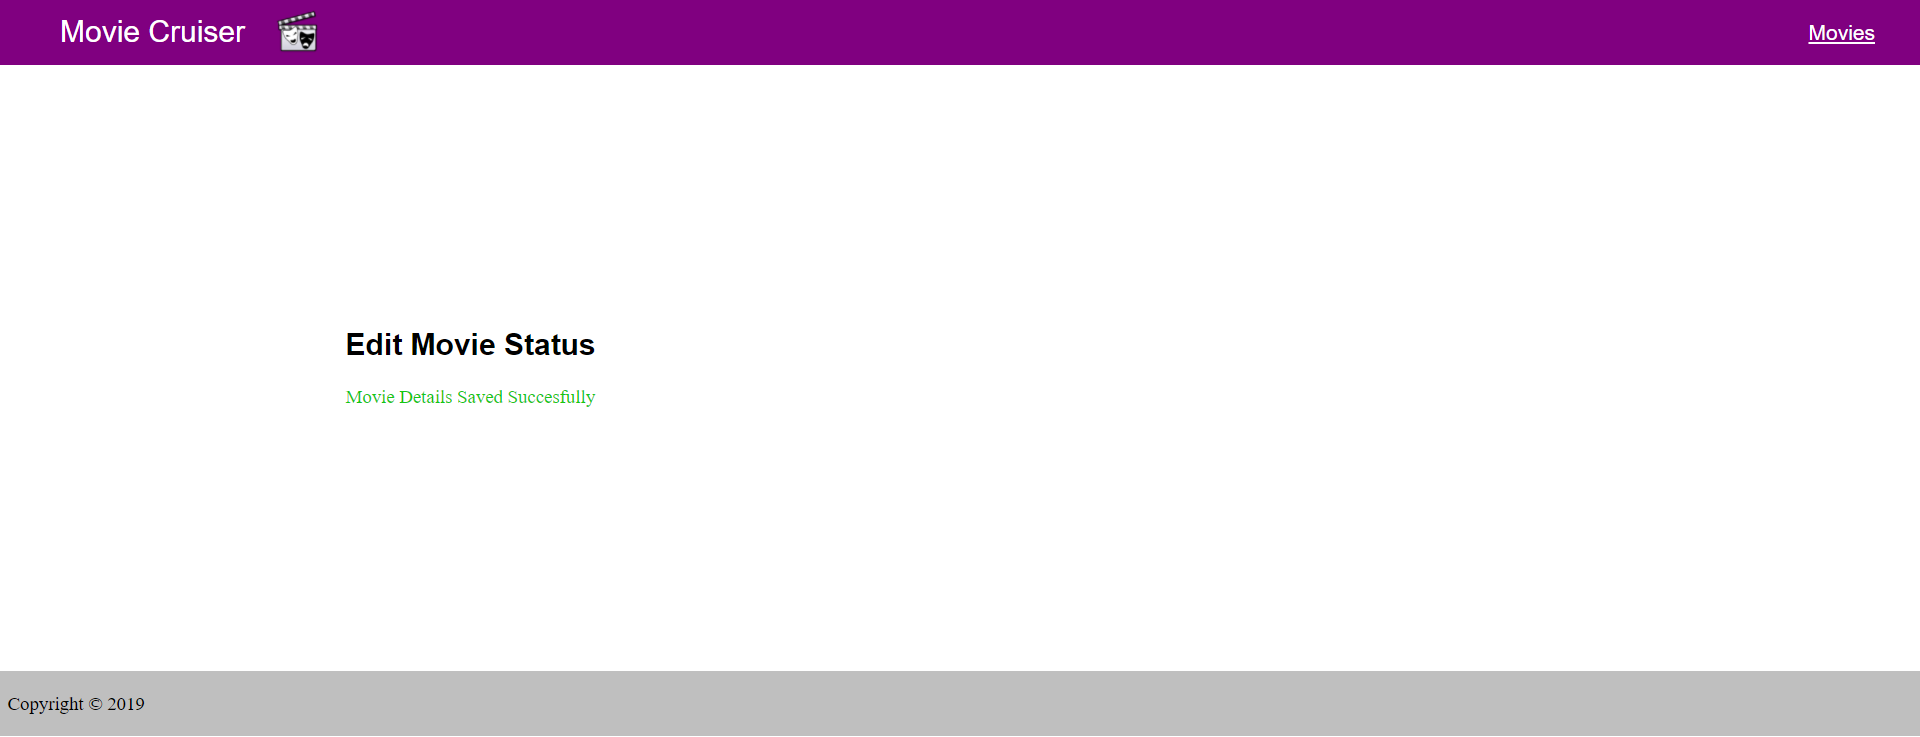 Movie Cruiser
Movies
Edit Movie Status
Movie Details Saved Succesfully
Copyright © 2019